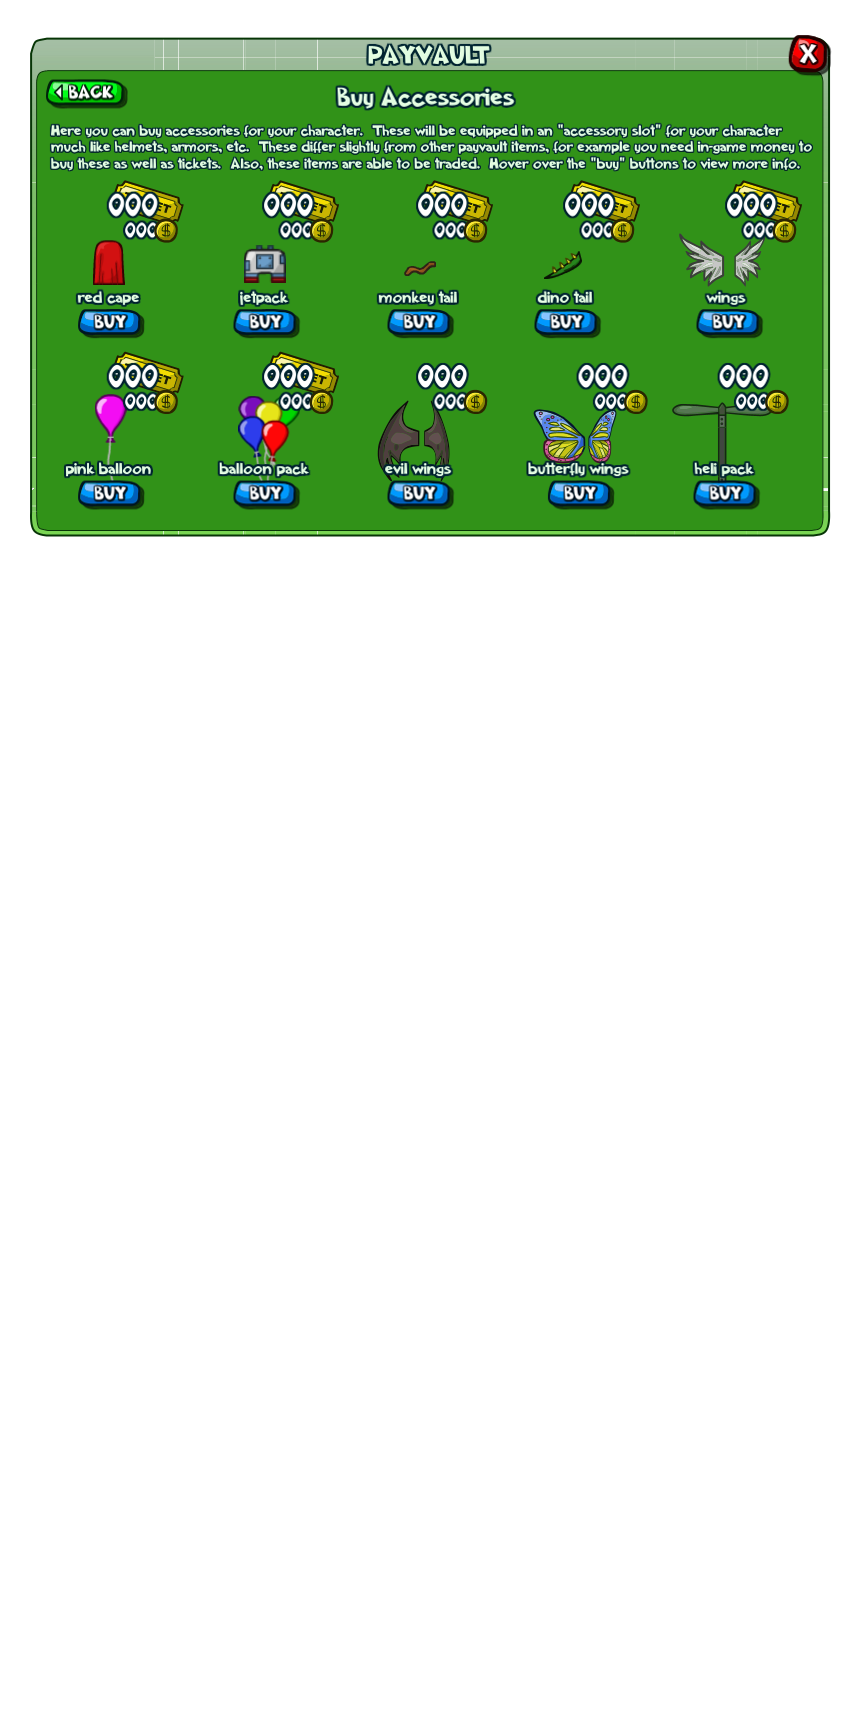 PAYVAULT
X
BACK
Buy Accessories
Here you can buy accessories for your character.  These will be equipped in an "accessory slot" for your character
much like helmets, armors, etc.  These differ slightly from other payvault items, for example you need in-game money to
buy these as well as tickets.  Also, these items are able to be traded.  Hover over the "buy" buttons to view more info.
000 000 000 000 000
000 $ 000 $ 000 $ 000 $ 000 $
red cape jetpack monkey tail dino tail wings
BUY BUY BUY BUY BUY
000 000 000 000 000
000 $ 000 $ 000 $ 000 $ 000 $
pink balloon balloon pack evil wings butterfly wings heli pack
BUY BUY BUY BUY BUY